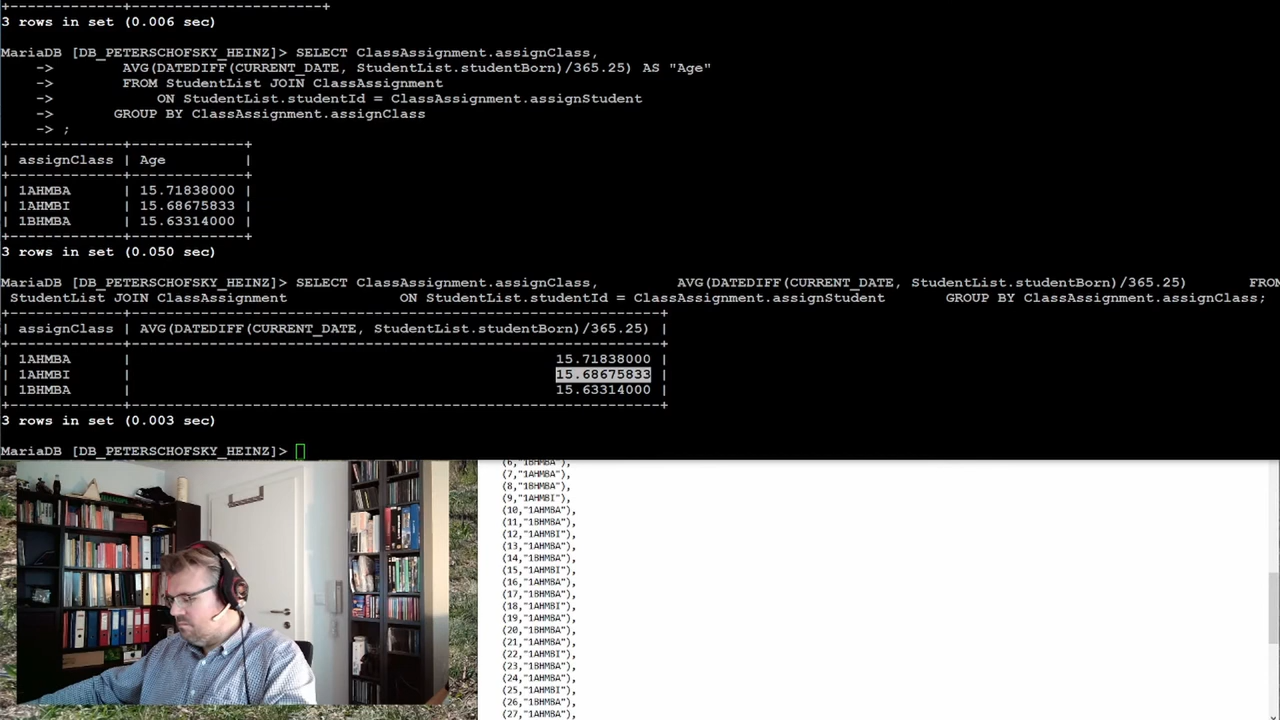 +-------------+----------------------+
3 rows in set (0.006 sec)
MariaDB [DB_PETERSCHOFSKY_HEINZ]> SELECT ClassAssignment.assignClass,
    ->         AVG(DATEDIFF(CURRENT_DATE, StudentList.studentBorn)/365.25) AS "Age"
    ->         FROM StudentList JOIN ClassAssignment
    ->             ON StudentList.studentId = ClassAssignment.assignStudent
    ->        GROUP BY ClassAssignment.assignClass
    -> ;
+-------------+-------------+
| assignClass | Age         |
+-------------+-------------+
| 1AHMBA      | 15.71838000 |
| 1AHMBI      | 15.68675833 |
| 1BHMBA      | 15.63314000 |
+-------------+-------------+
3 rows in set (0.050 sec)
MariaDB [DB_PETERSCHOFSKY_HEINZ]> SELECT ClassAssignment.assignClass,         AVG(DATEDIFF(CURRENT_DATE, StudentList.studentBorn)/365.25)       FROM
 StudentList JOIN ClassAssignment             ON StudentList.studentId = ClassAssignment.assignStudent       GROUP BY ClassAssignment.assignClass;
+-------------+-------------------------------------------------------------+
| assignClass | AVG(DATEDIFF(CURRENT_DATE, StudentList.studentBorn)/365.25) |
+-------------+-------------------------------------------------------------+
| 1AHMBA      |                                                 15.71838000 |
| 1AHMBI      |                                                 15.68675833 |
| 1BHMBA      |                                                 15.63314000 |
+-------------+-------------------------------------------------------------+
3 rows in set (0.003 sec)
MariaDB [DB_PETERSCHOFSKY_HEINZ]>
(6,"1BHMBA"),
(7,"1AHMBA"),
(8,"1BHMBA"),
(9,"1AHMBI"),
(10,"1AHMBA"),
(11,"1BHMBA"),
(12,"1AHMBI"),
(13,"1AHMBA"),
(14,"1BHMBA"),
(15,"1AHMBI"),
(16,"1AHMBA"),
(17,"1BHMBA"),
(18,"1AHMBI"),
(19,"1AHMBA"),
(20,"1BHMBA"),
(21,"1AHMBA"),
(22,"1AHMBI"),
(23,"1BHMBA"),
(24,"1AHMBA"),
(25,"1AHMBI"),
(26,"1BHMBA"),
(27,"1AHMBA"),